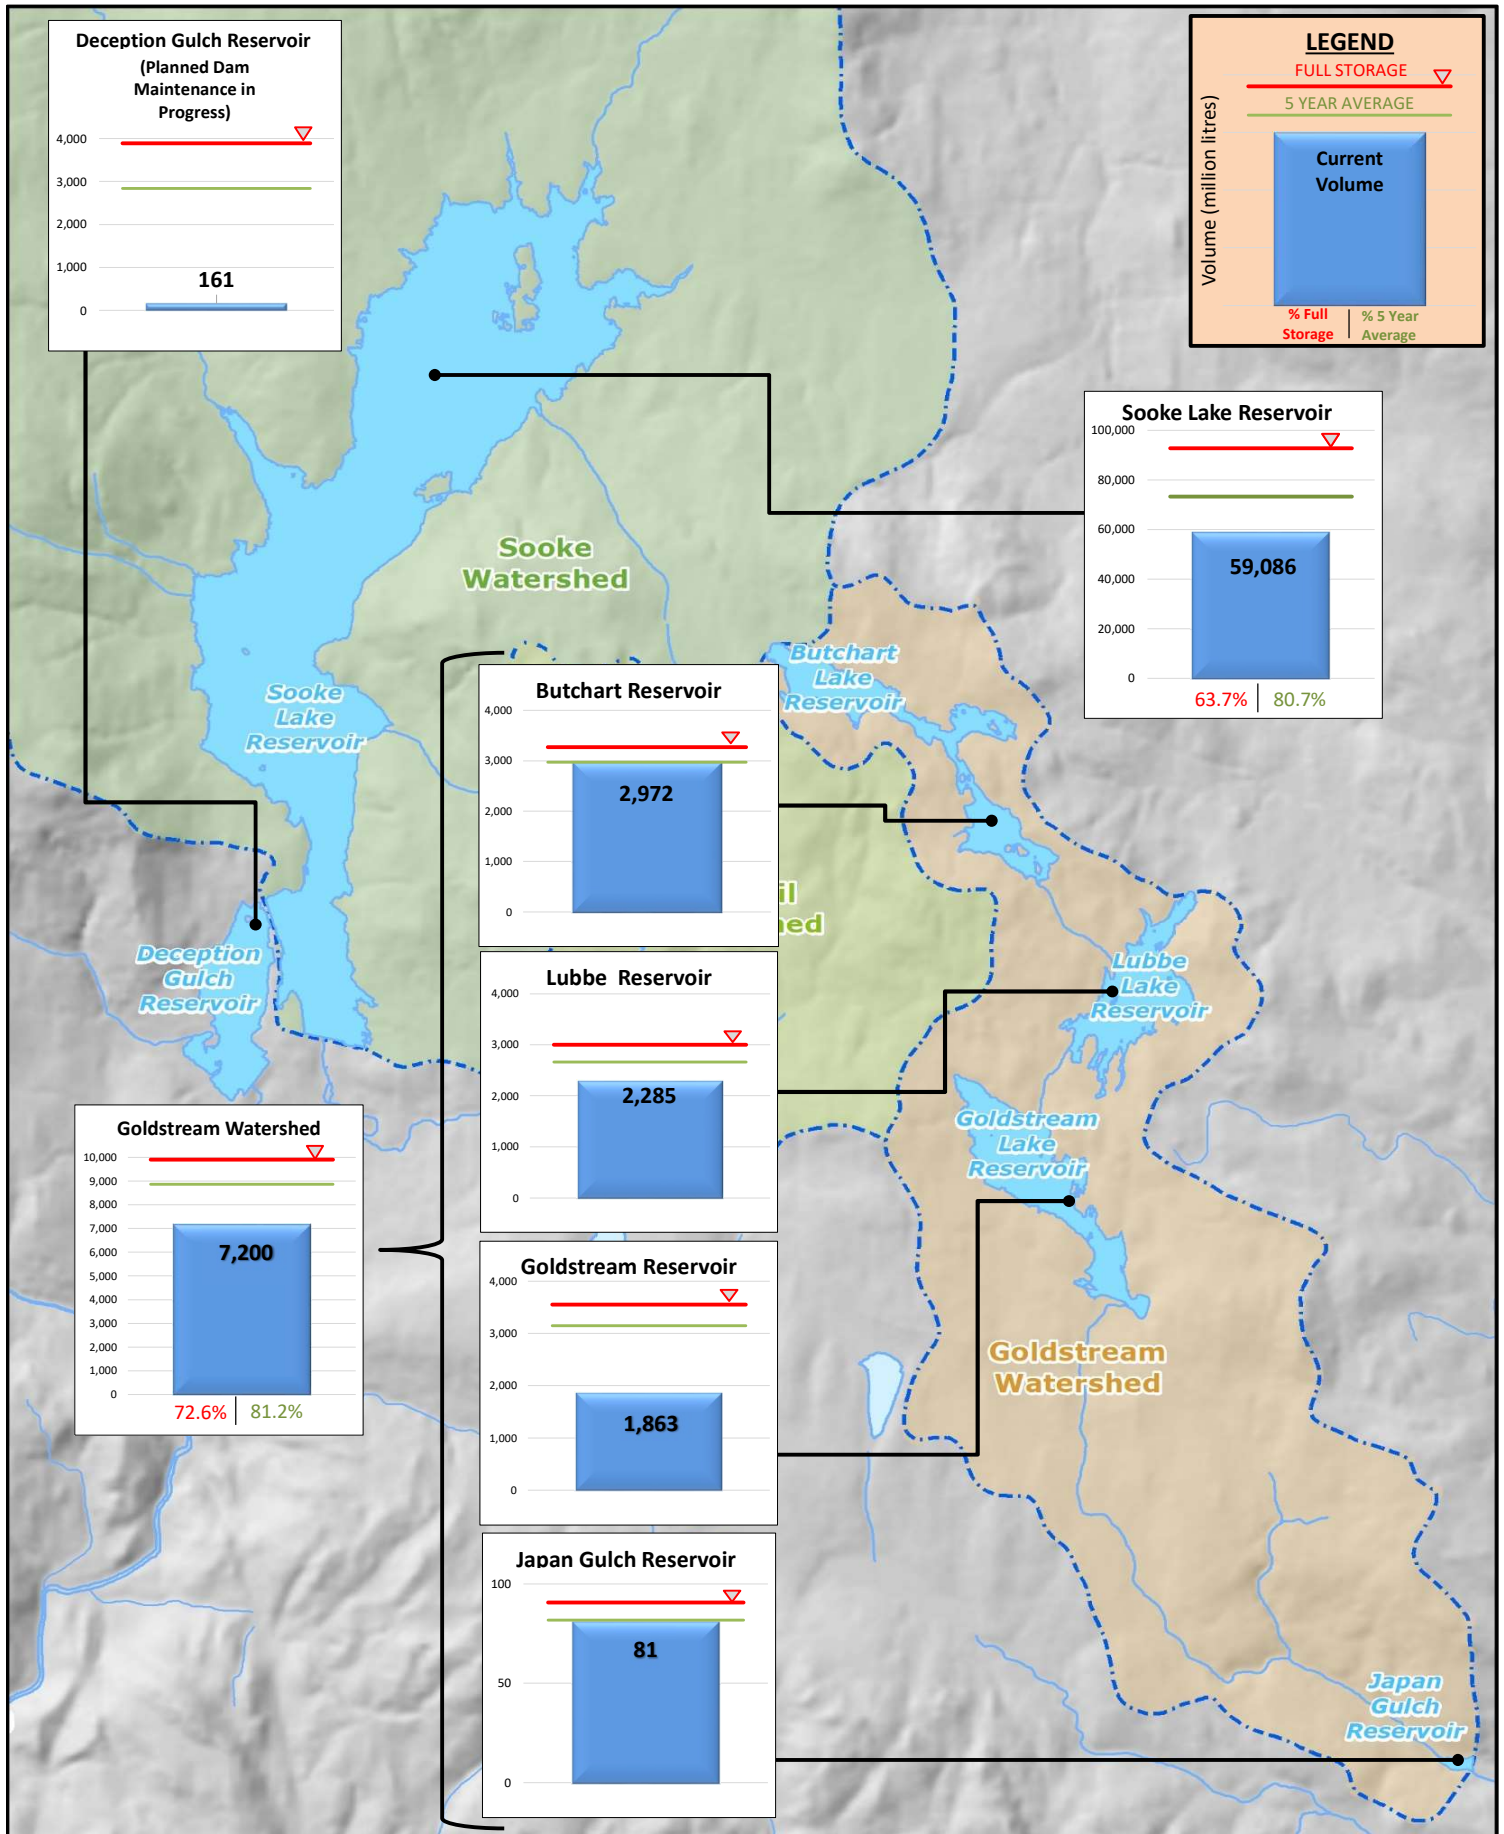 Deception Gulch Reservoir
(Planned Dam
Maintenance in
Progress)
4,000
3,000
2,000
1,000
0
161
LEGEND
FULL STORAGE
5 YEAR AVERAGE
Current
Volume
Volume (million litres)
% Full
Storage
% 5 Year
Average
Sooke Lake Reservoir
100,000
80,000
60,000
40,000
20,000
0
59,086
63.7%
80.7%
Sooke
Watershed
Sooke
Lake
Reservoir
Butchart
Lake
Reservoir
Butchart Reservoir
4,000
3,000
2,000
1,000
0
2,972
il
ed
Deception
Gulch
Reservoir
Lubbe Reservoir
4,000
3,000
2,000
1,000
0
2,285
Lubbe
Lake
Reservoir
Goldstream Watershed
10,000
9,000
8,000
7,000
6,000
5,000
4,000
3,000
2,000
1,000
0
7,200
72.6%
81.2%
Goldstream
Lake
Reservoir
Goldstream Reservoir
4,000
3,000
2,000
1,000
0
1,863
Goldstream
Watershed
Japan Gulch Reservoir
100
50
0
81
Japan
Gulch
Reservoir